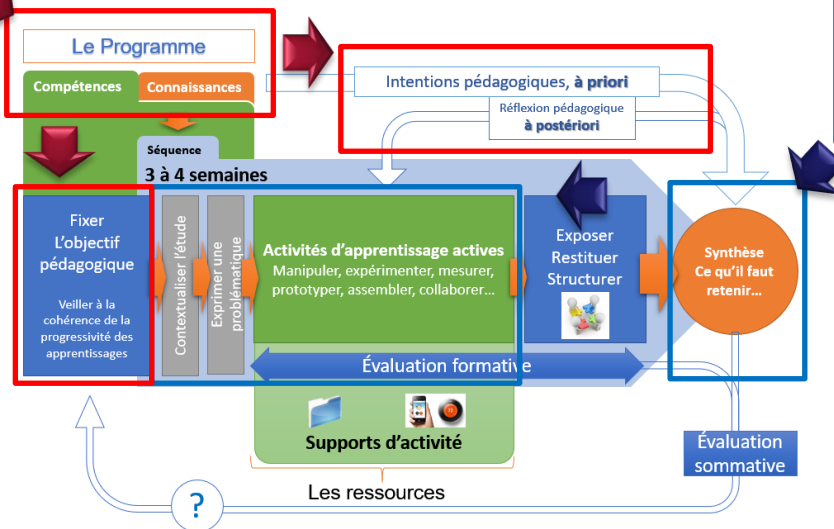 Le Programme
Compétences
Connaissances
Intentions pédagogiques, à priori
Réflexion pédagogique
à postériori
Séquence
3 à 4 semaines
Fixer
L'objectif
pédagogique
Veiller à la
cohérence de la
progressivité des
apprentissages
Contextualiser l'étude
Exprimer une
problématique
Activités d'apprentissage actives
Manipuler, expérimenter, mesurer,
prototyper, assembler, collaborer…
Exposer
Restituer
Structurer
Synthèse
Ce qu'il faut
retenir…
Évaluation formative
Supports d'activité
Évaluation
sommative
Les ressources
?